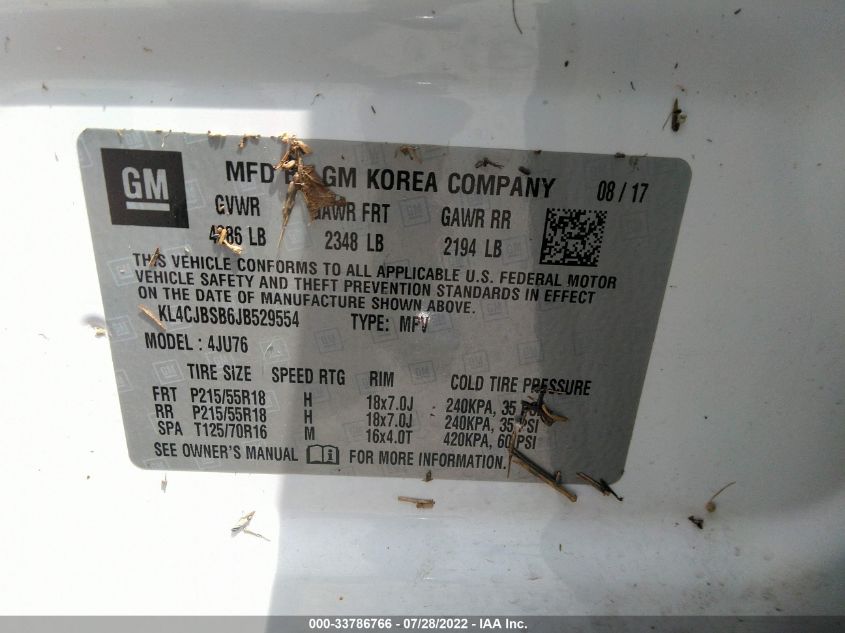 GM
MFD GM KOREA COMPANY 08 / 17
GVWR GAWR FRT GAWR RR
LB 2348 LB 2194 LB
THIS VEHICLE CONFORMS TO ALL APPLICABLE U.S. FEDERAL MOTOR
VEHICLE SAFETY AND THEFT PREVENTION STANDARDS IN EFFECT
ON THE DATE OF MANUFACTURE SHOWN ABOVE.
KL4CJBSB6JB529554 TYPE: MPV
MODEL: 4JU76
TIRE SIZE SPEED RTG RIM COLD TIRE PRESSURE
FRT P215/55R18 H 18x7.0J 240KPA, 35 PSI
RR P215/55R18 H 18x7.0J 240KPA, 35 PSI
SPA T125/70R16 M 16x4.0T 420KPA, 60 PSI
SEE OWNER'S MANUAL FOR MORE INFORMATION.
000-33786766 - 07/28/2022 - IAA Inc.